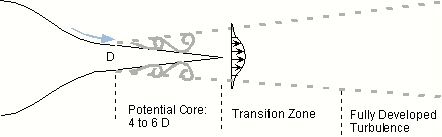 D
Potential Core:
4 to 6 D
Transition Zone
Fully Developed
Turbulence